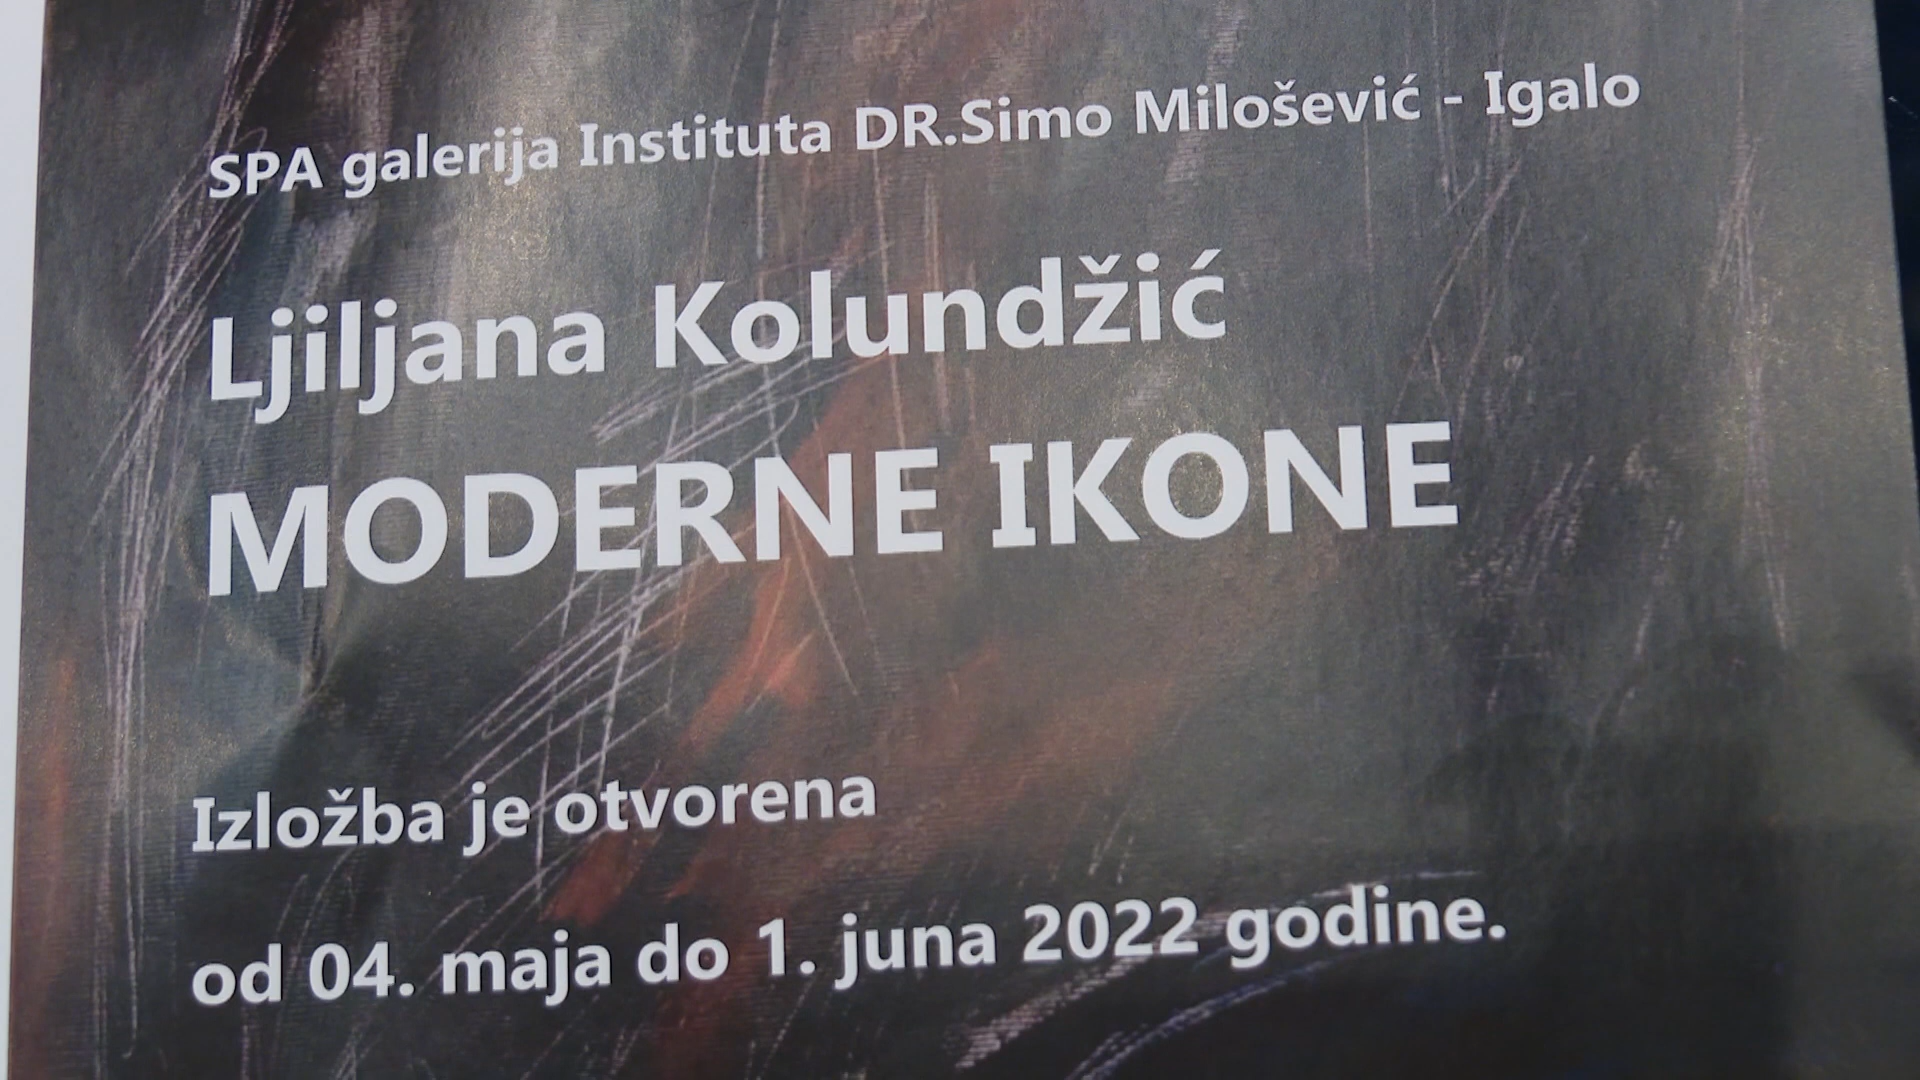 SPA galerija Instituta DR.Simo Milošević - Igalo
Ljiljana Kolundžić
MODERNE IKONE
Izložba je otvorena
od 04. maja do 1. juna 2022 godine.